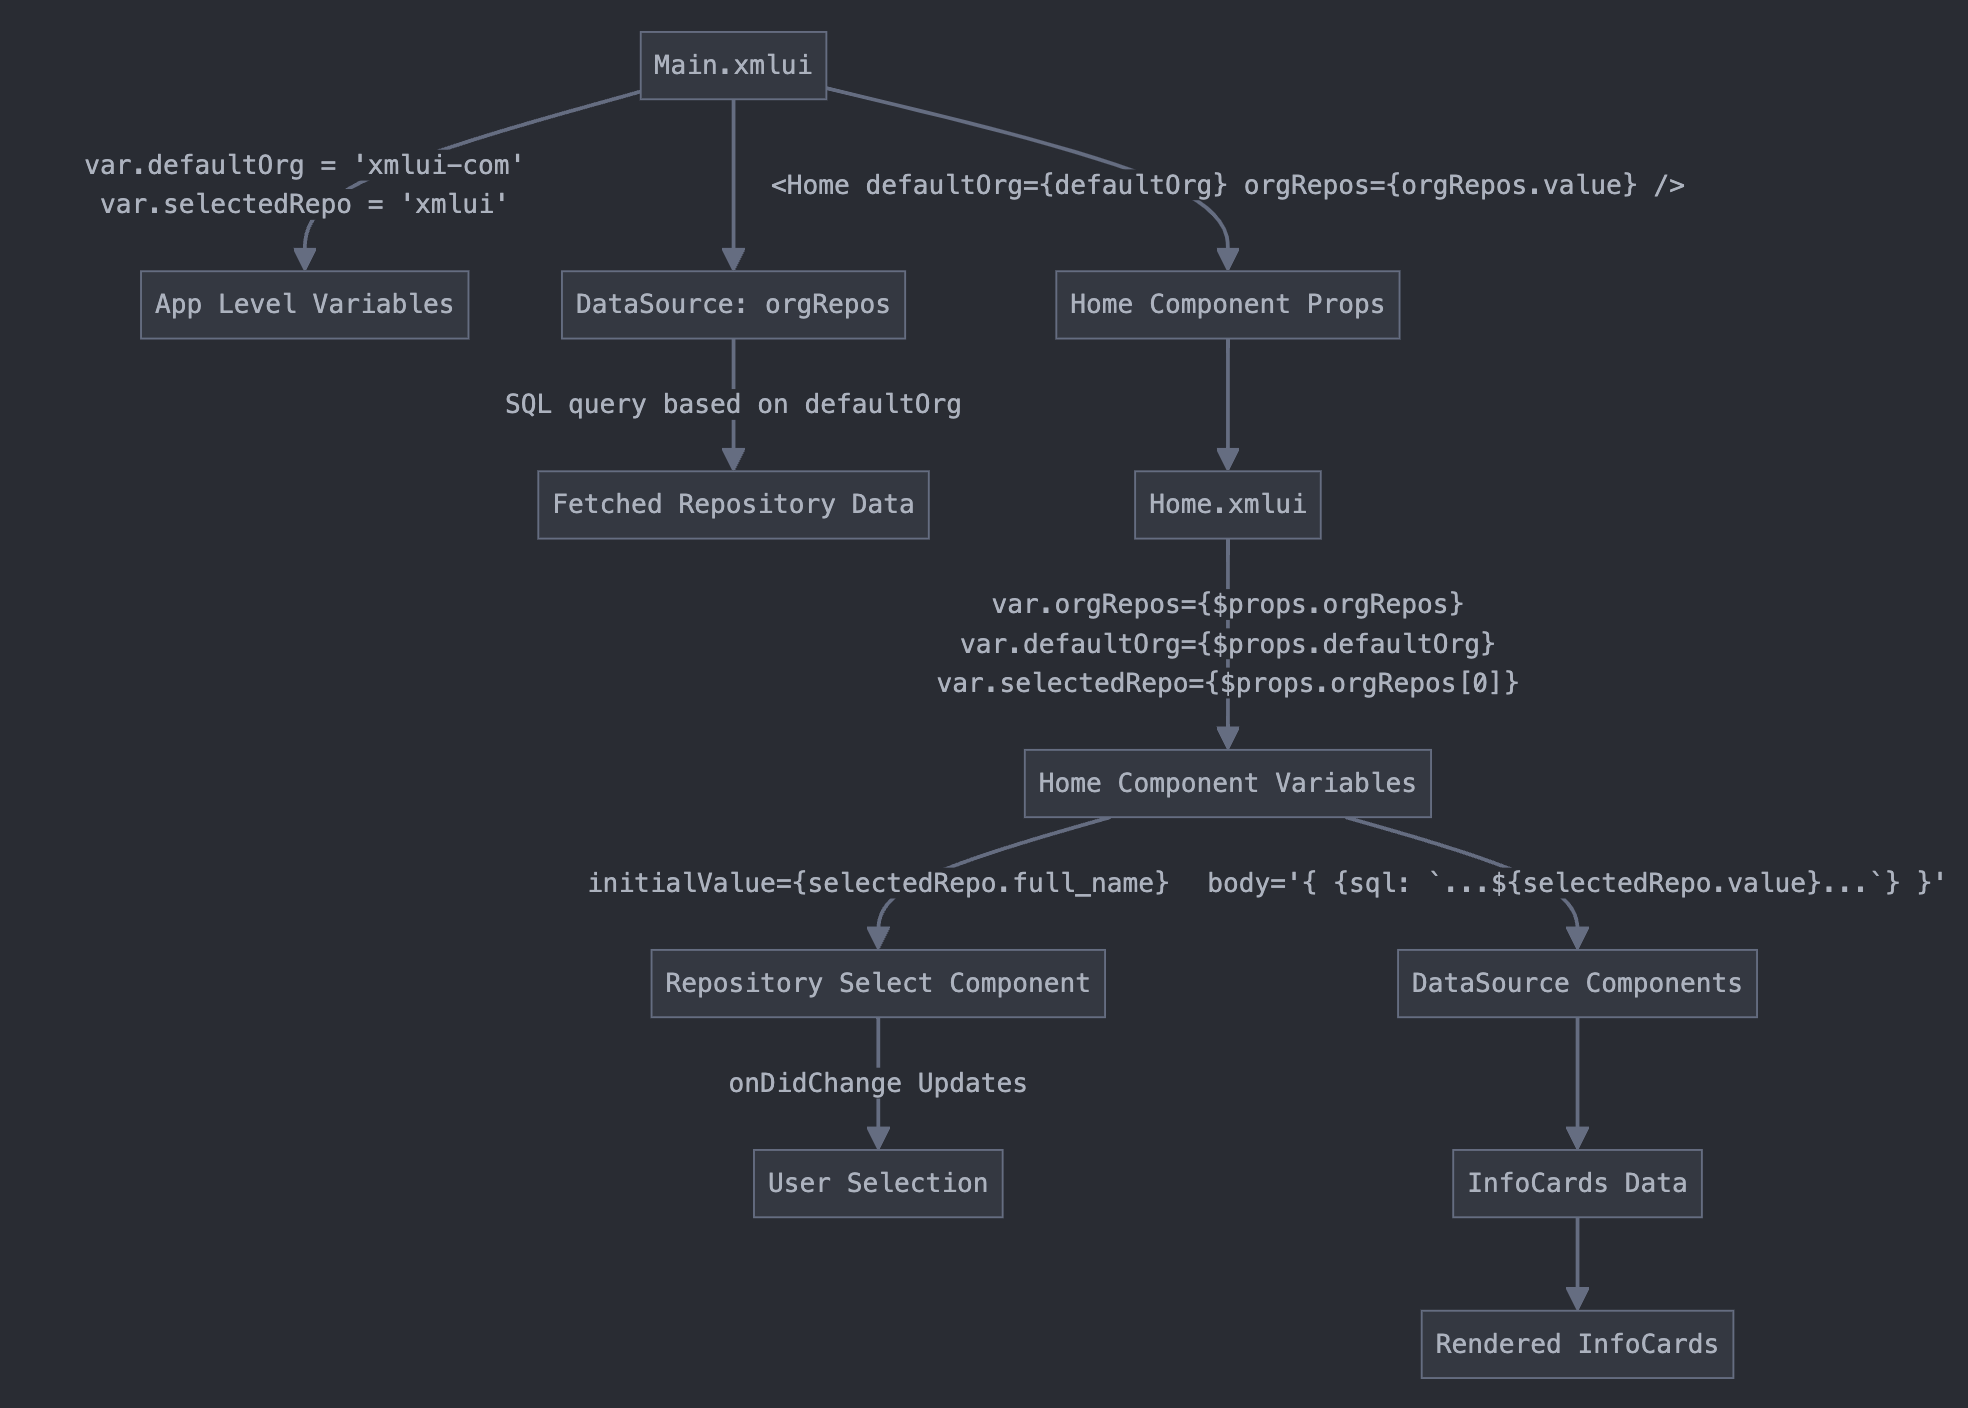 Main.xmlui
var.defaultOrg = 'xmlui-com'
var.selectedRepo = 'xmlui'
<Home defaultOrg={defaultOrg} orgRepos={orgRepos.value} />
App Level Variables
DataSource: orgRepos
Home Component Props
SQL query based on defaultOrg
Fetched Repository Data
Home.xmlui
var.orgRepos={$props.orgRepos}
var.defaultOrg={$props.defaultOrg}
var.selectedRepo={$props.orgRepos[0]}
Home Component Variables
initialValue={selectedRepo.full_name}
body='{ {sql: `...${selectedRepo.value}...`} }'
Repository Select Component
DataSource Components
onDidChange Updates
User Selection
InfoCards Data
Rendered InfoCards